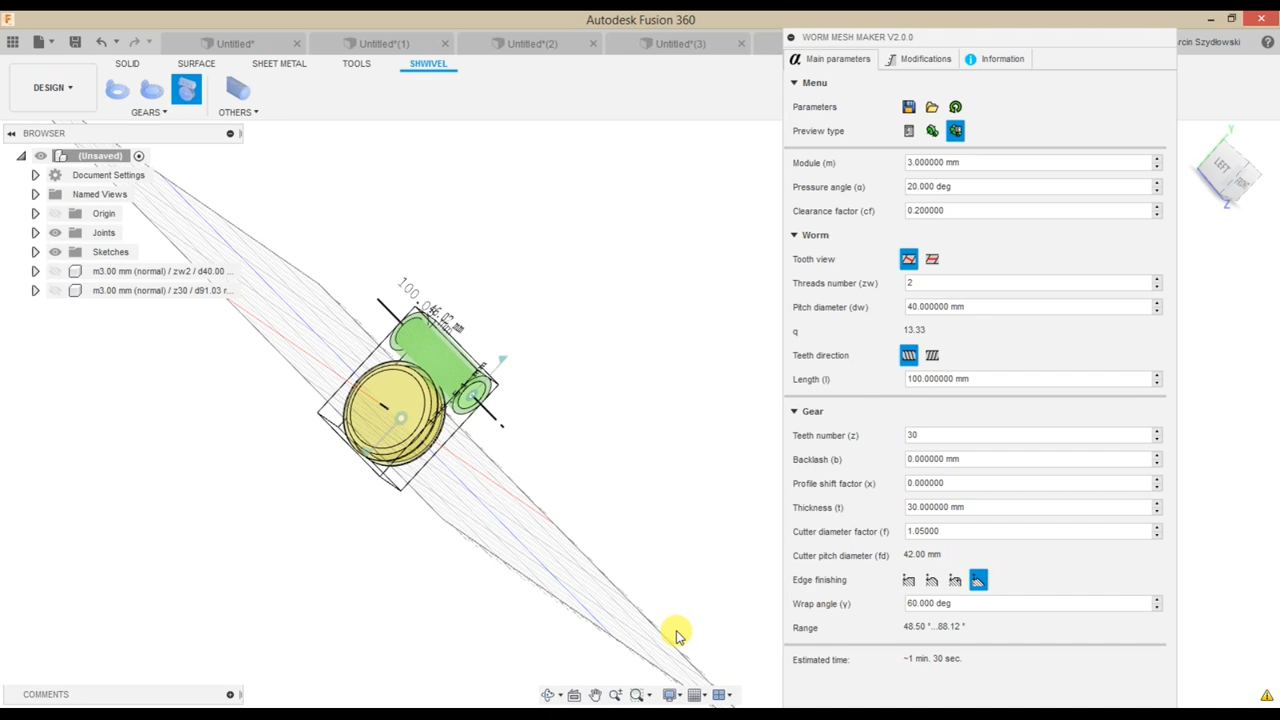 Autodesk Fusion 360
Untitled*
Untitled*(1)
Untitled*(2)
Untitled*(3)
rcin Szydłowski
SOLID
SURFACE
SHEET METAL
TOOLS
SHWIVEL
DESIGN
GEARS
OTHERS
BROWSER
(Unsaved)
Document Settings
Named Views
Origin
Joints
Sketches
m3.00 mm (normal) / zw2 / d40.00 ...
m3.00 mm (normal) / z30 / d91.03 r...
LEFT
Y
Z
WORM MESH MAKER V2.0.0
Main parameters
Modifications
Information
Menu
Parameters
Preview type
Module (m) 3.000000 mm
Pressure angle (α) 20.000 deg
Clearance factor (cf) 0.200000
Worm
Tooth view
Threads number (zw) 2
Pitch diameter (dw) 40.000000 mm
q 13.33
Teeth direction
Length (l) 100.000000 mm
Gear
Teeth number (z) 30
Backlash (b) 0.000000 mm
Profile shift factor (x) 0.000000
Thickness (t) 30.000000 mm
Cutter diameter factor (f) 1.05000
Cutter pitch diameter (fd) 42.00 mm
Edge finishing
Wrap angle (γ) 60.000 deg
Range 48.50 °...88.12 °
Estimated time: ~1 min. 30 sec.
COMMENTS